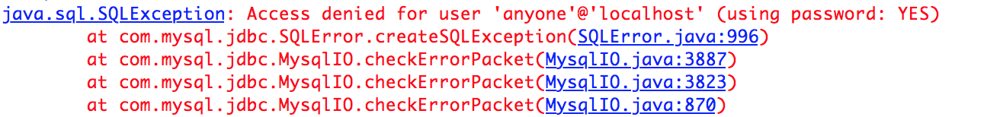 java.sql.SQLException: Access denied for user 'anyone'@'localhost' (using password: YES)
at com.mysql.jdbc.SQLError.createSQLException(SQLError.java:996)
at com.mysql.jdbc.MysqlIO.checkErrorPacket(MysqlIO.java:3887)
at com.mysql.jdbc.MysqlIO.checkErrorPacket(MysqlIO.java:3823)
at com.mysql.jdbc.MysqlIO.checkErrorPacket(MysqlIO.java:870)